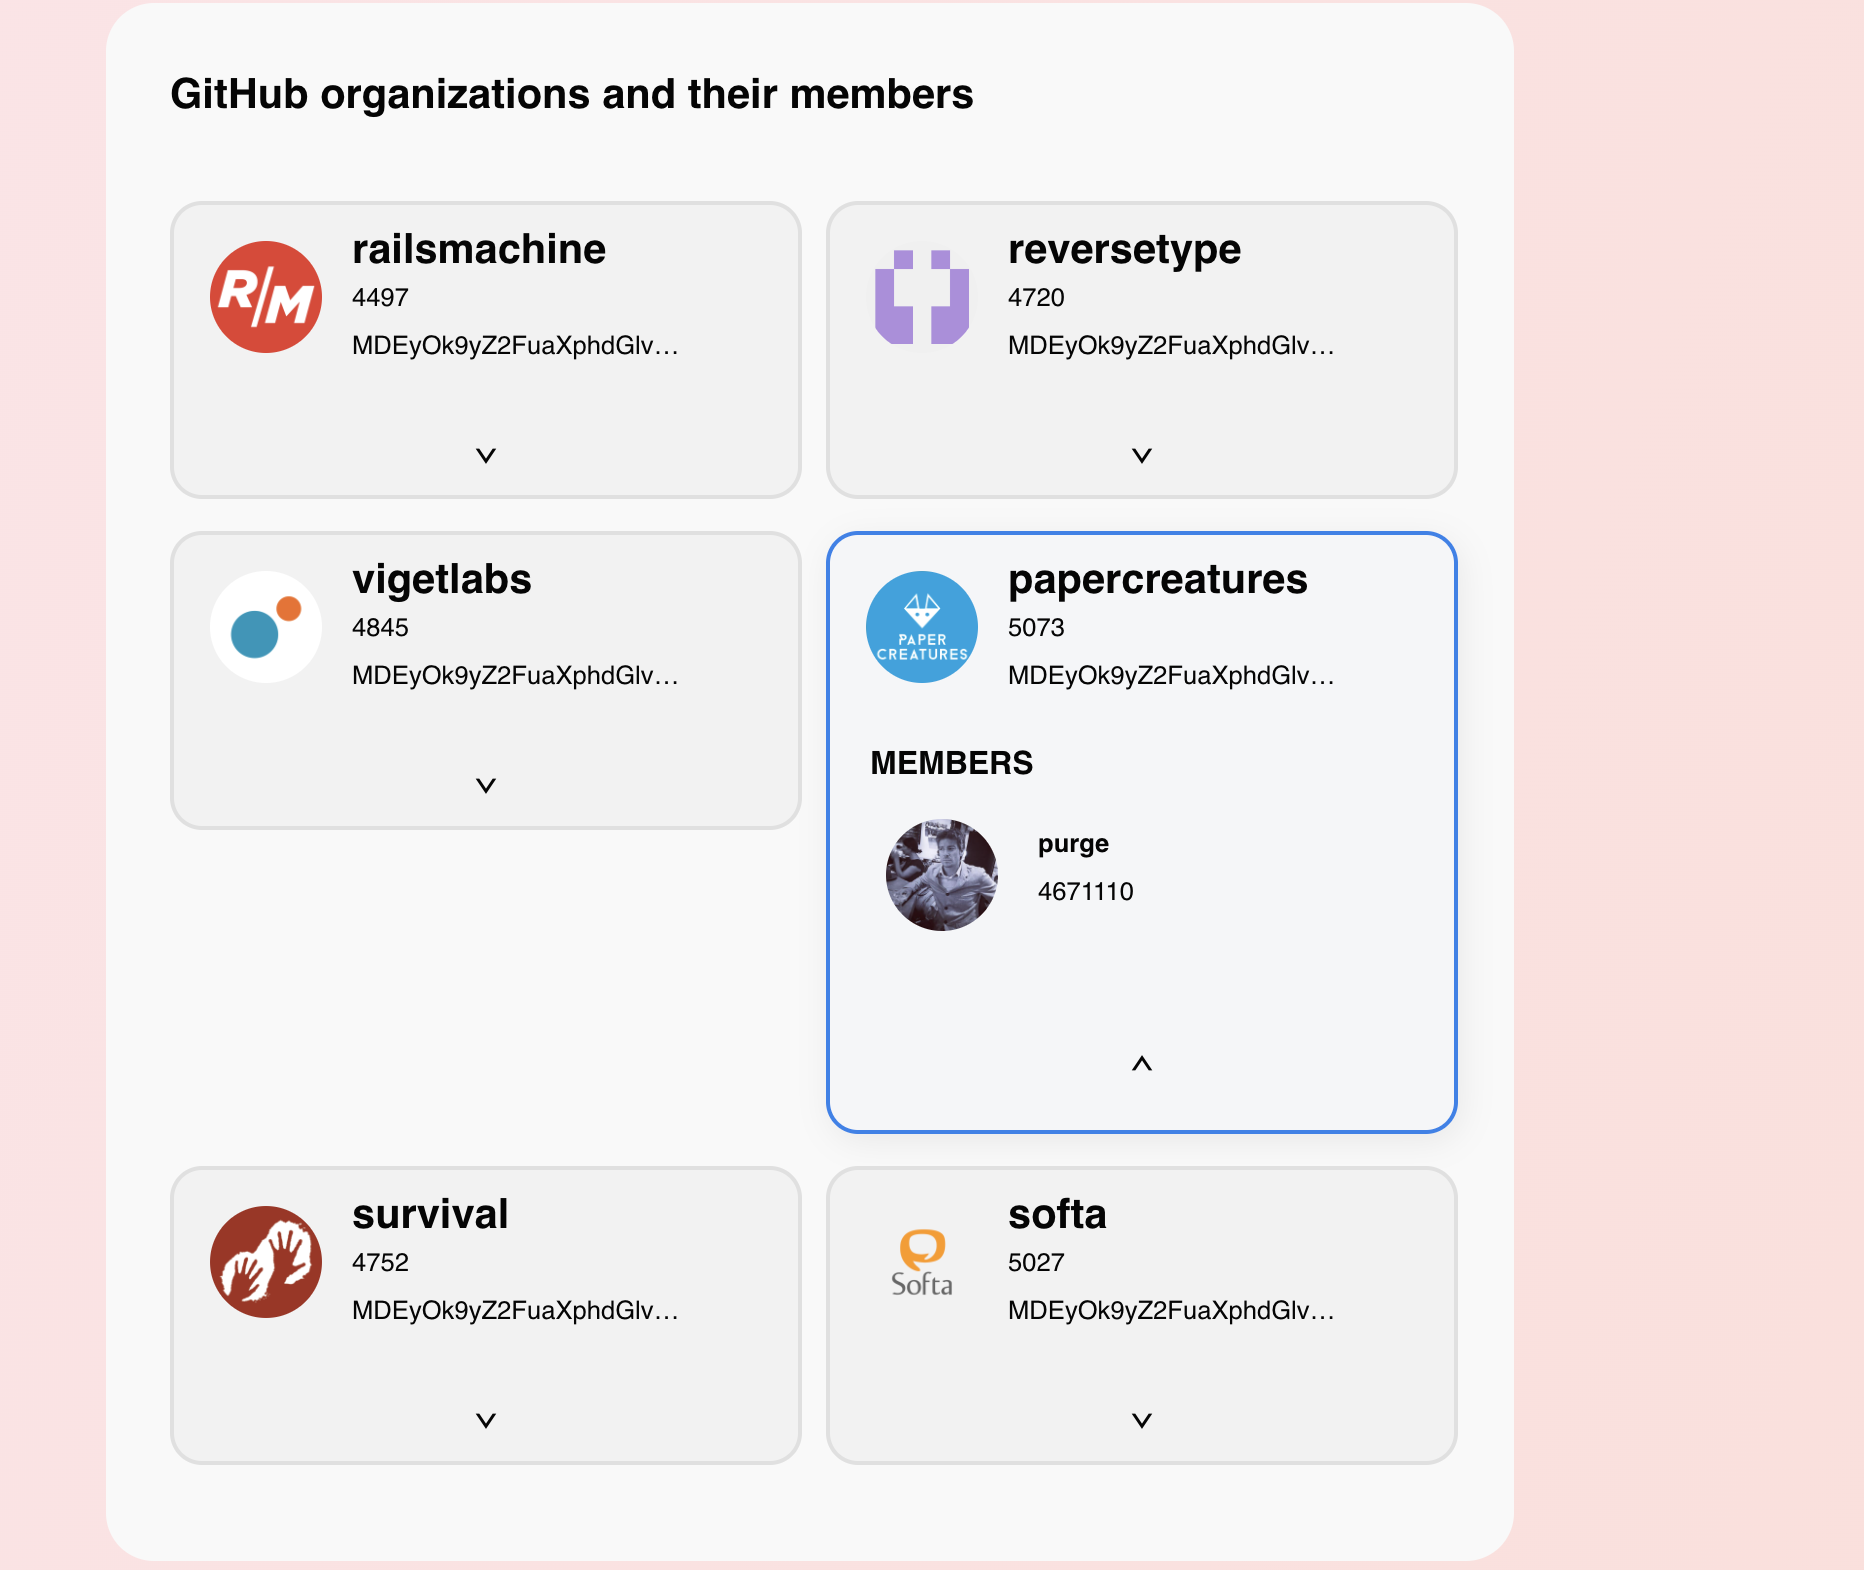 GitHub organizations and their members
R/M
railsmachine
4497
MDEyOk9yZ2FuaXphdGlv...
v
reversetype
4720
MDEyOk9yZ2FuaXphdGlv...
v
vigetlabs
4845
MDEyOk9yZ2FuaXphdGlv...
v
PAPER
CREATURES
papercreatures
5073
MDEyOk9yZ2FuaXphdGlv...
MEMBERS
purge
4671110
survival
4752
MDEyOk9yZ2FuaXphdGlv...
v
Softa
softa
5027
MDEyOk9yZ2FuaXphdGlv...
v